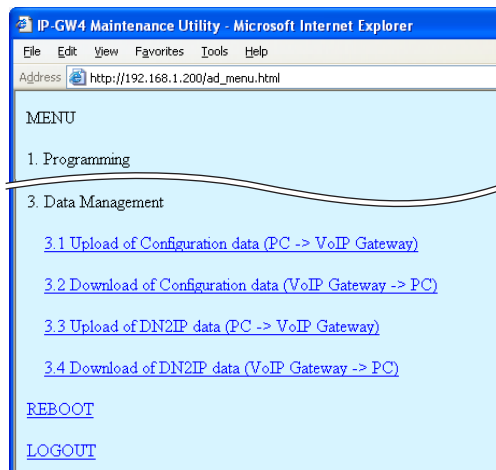 IP-GW4 Maintenance Utility - Microsoft Internet Explorer
File Edit View Favorites Tools Help
Address http://192.168.1.200/ad_menu.html
MENU
1. Programming
3. Data Management
3.1 Upload of Configuration data (PC -> VoIP Gateway)
3.2 Download of Configuration data (VoIP Gateway -> PC)
3.3 Upload of DN2IP data (PC -> VoIP Gateway)
3.4 Download of DN2IP data (VoIP Gateway -> PC)
REBOOT
LOGOUT